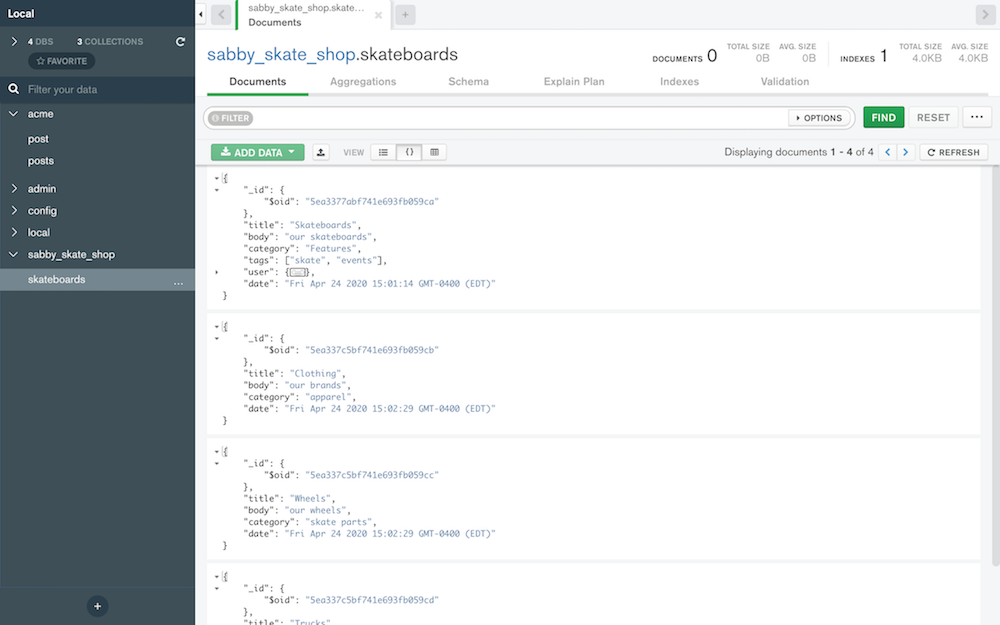 Local
4 DBS 3 COLLECTIONS
FAVORITE
Filter your data
acme
post
posts
admin
config
local
sabby_skate_shop
skateboards ...
sabby_skate_shop.skate...
Documents
sabby_skate_shop.skateboards
DOCUMENTS 0 TOTAL SIZE 0B AVG. SIZE 0B INDEXES 1 TOTAL SIZE 4.0KB AVG. SIZE 4.0KB
Documents Aggregations Schema Explain Plan Indexes Validation
FILTER OPTIONS FIND RESET ...
ADD DATA VIEW {} Displaying documents 1 - 4 of 4 REFRESH
{
"_id": {
"$oid": "5ea3377abf741e693fb059ca"
},
"title": "Skateboards",
"body": "our skateboards",
"category": "Features",
"tags": ["skate", "events"],
"user": {...},
"date": "Fri Apr 24 2020 15:01:14 GMT-0400 (EDT)"
}
{
"_id": {
"$oid": "5ea337c5bf741e693fb059cb"
},
"title": "Clothing",
"body": "our brands",
"category": "apparel",
"date": "Fri Apr 24 2020 15:02:29 GMT-0400 (EDT)"
}
{
"_id": {
"$oid": "5ea337c5bf741e693fb059cc"
},
"title": "Wheels",
"body": "our wheels",
"category": "skate parts",
"date": "Fri Apr 24 2020 15:02:29 GMT-0400 (EDT)"
}
{
"_id": {
"$oid": "5ea337c5bf741e693fb059cd"
},
"title": "Trucks",